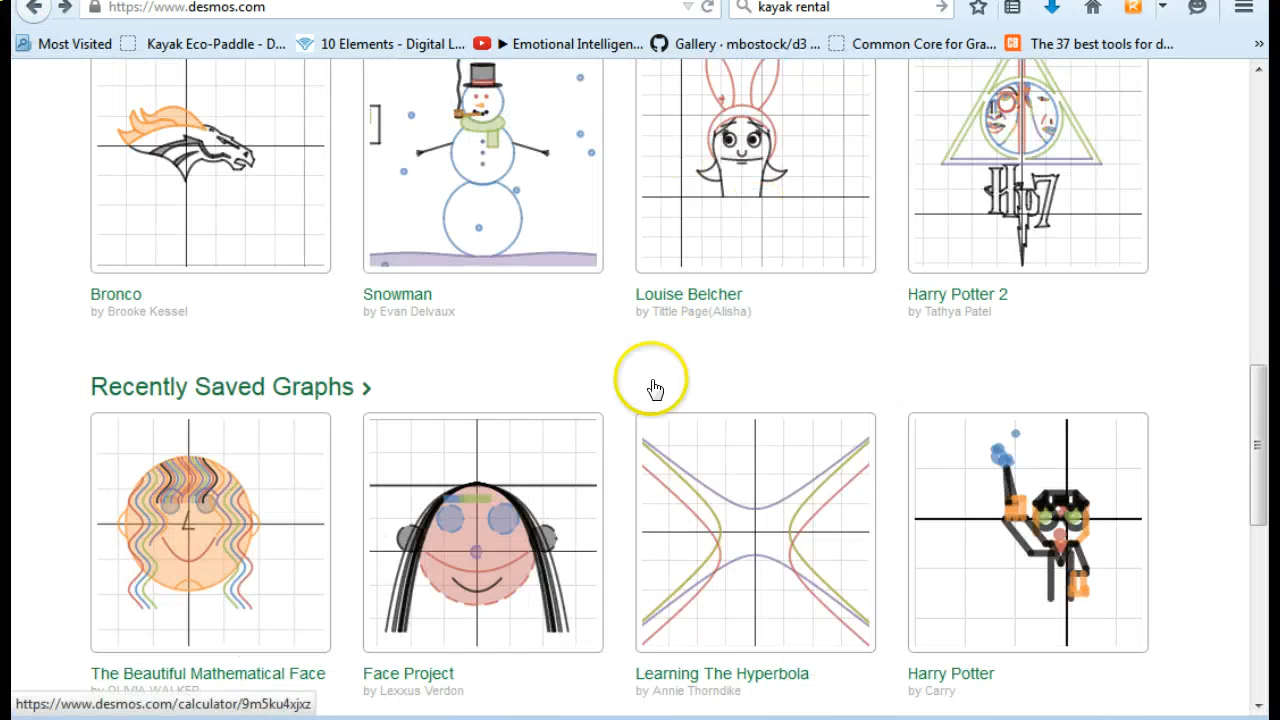 https://www.desmos.com
kayak rental
Most Visited Kayak Eco-Paddle - D... 10 Elements - Digital L... Emotional Intelligen... Gallery · mbostock/d3 ... Common Core for Gra... The 37 best tools for d... »
Hp7
Bronco Snowman Louise Belcher Harry Potter 2
by Brooke Kessel by Evan Delvaux by Tittle Page(Alisha) by Tathya Patel
Recently Saved Graphs ›
The Beautiful Mathematical Face Face Project Learning The Hyperbola Harry Potter
by OLIVIA WALKER by Lexxus Verdon by Annie Thorndike by Carry
https://www.desmos.com/calculator/9m5ku4xjxz